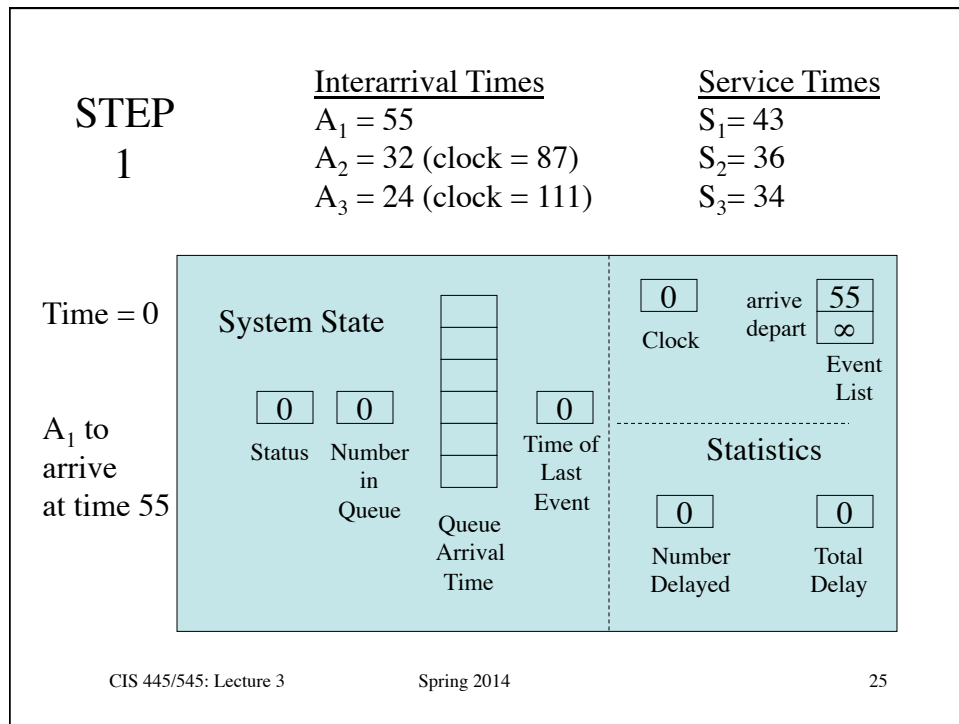 STEP
1
Interarrival Times
A₁ = 55
A₂ = 32 (clock = 87)
A₃ = 24 (clock = 111)
Service Times
S₁= 43
S₂= 36
S₃= 34
Time = 0
A₁ to
arrive
at time 55
System State
0
Status
0
Number
in
Queue
Queue
Arrival
Time
0
Time of
Last
Event
0
Clock
arrive 55
depart ∞
Event
List
Statistics
0
Number
Delayed
0
Total
Delay
CIS 445/545: Lecture 3 Spring 2014 25